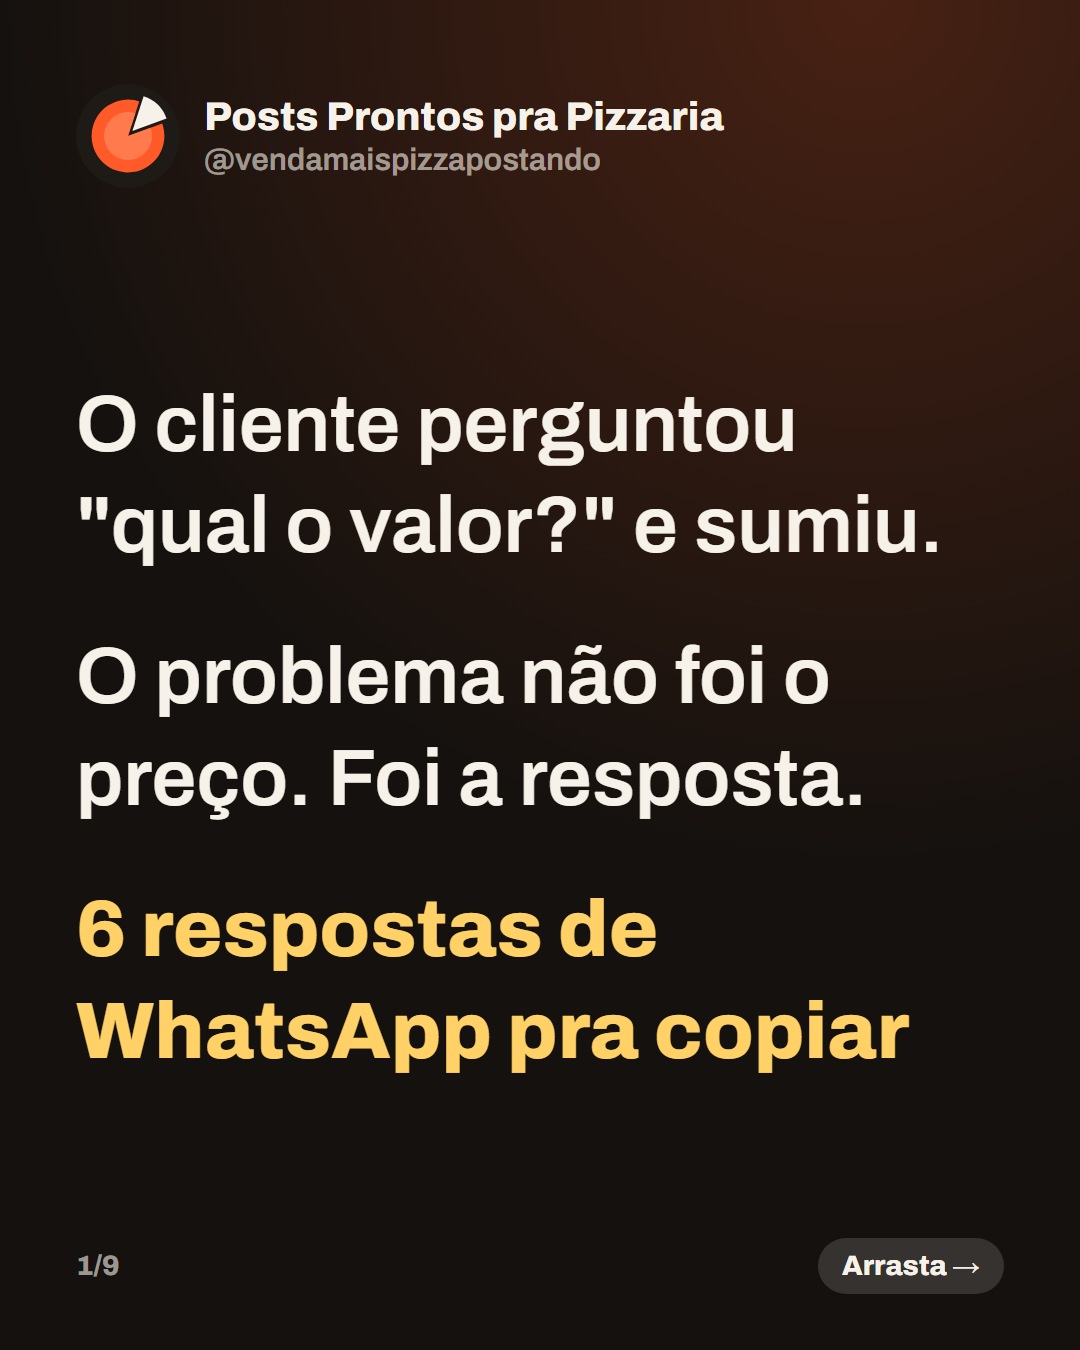 Posts Prontos pra Pizzaria
@vendamaispizzapostando
O cliente perguntou
"qual o valor?" e sumiu.
O problema não foi o
preço. Foi a resposta.
6 respostas de
WhatsApp pra copiar
1/9
Arrasta →